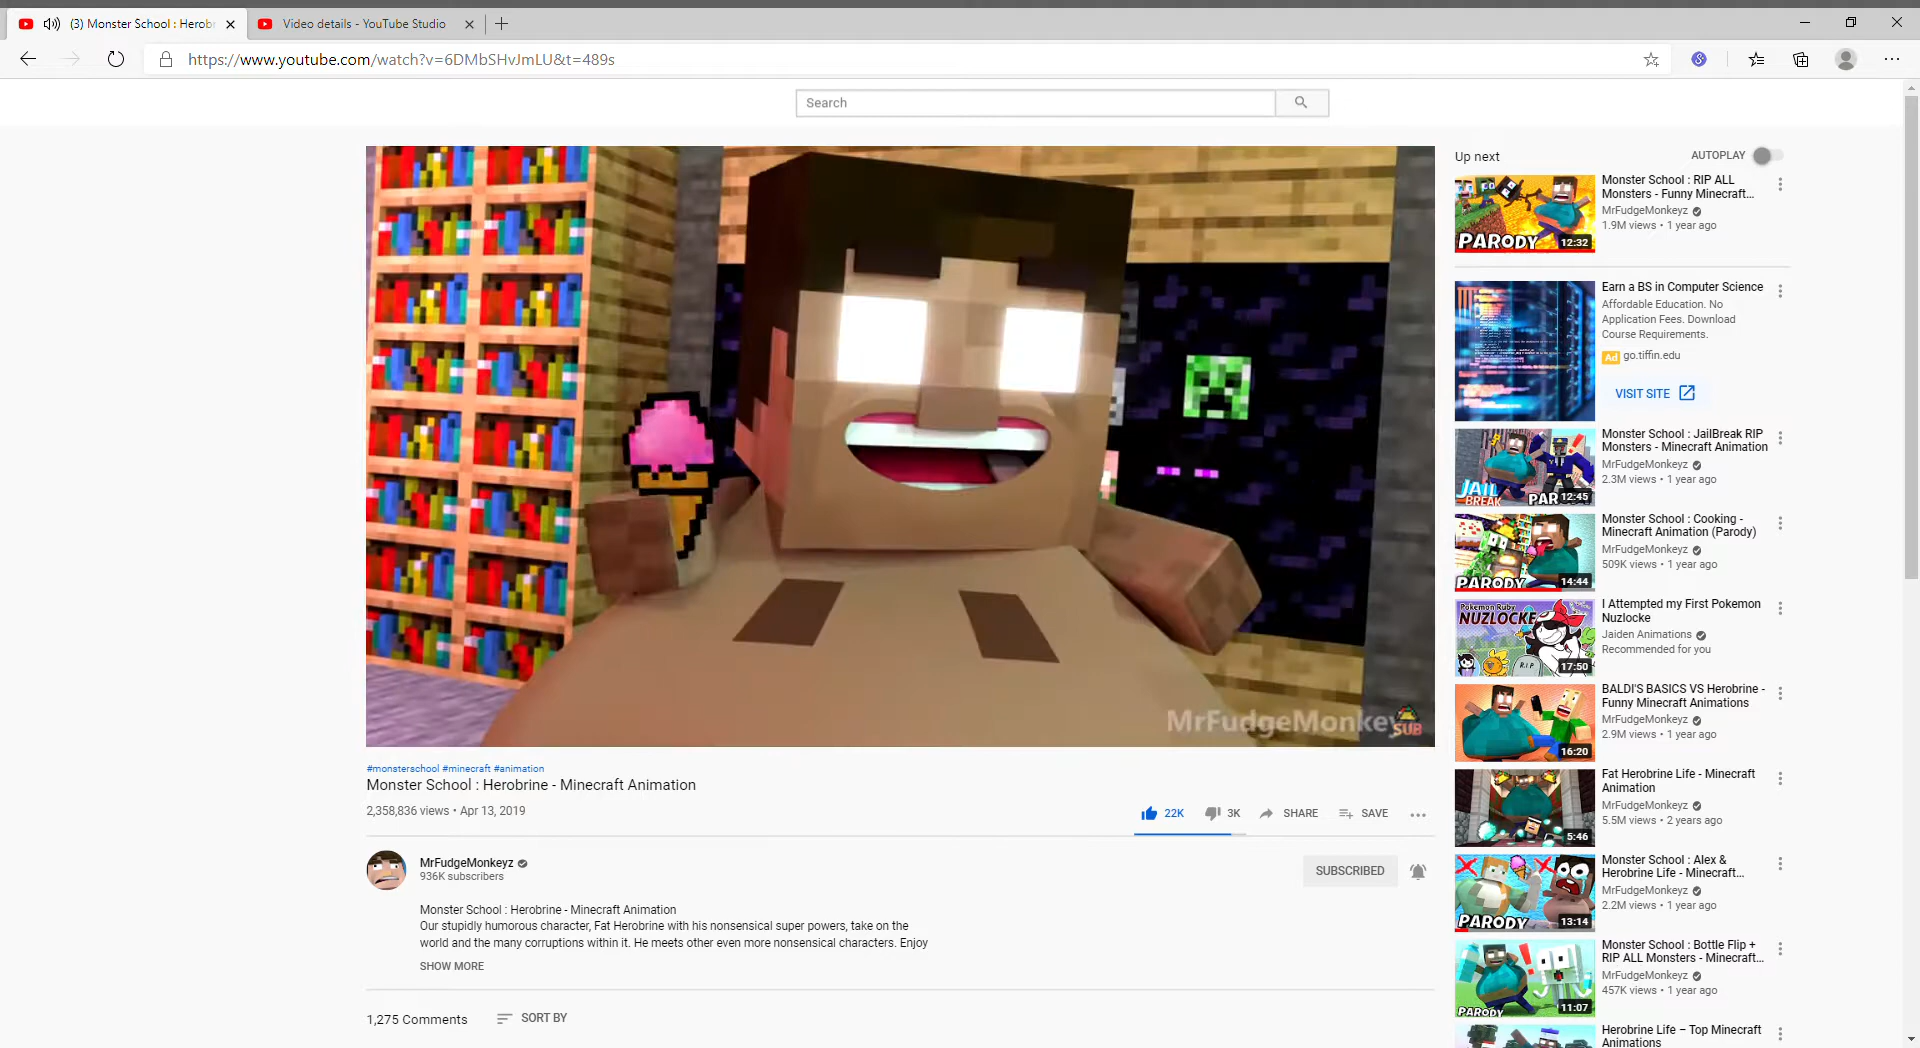 (3) Monster School : Herobr
Video details - YouTube Studio
https://www.youtube.com/watch?v=6DMbSHvJmLU&t=489s
Search
MrFudgeMonkey
SUB
#monsterschool #minecraft #animation
Monster School : Herobrine - Minecraft Animation
2,358,836 views • Apr 13, 2019
22K
3K
SHARE
SAVE
MrFudgeMonkeyz
936K subscribers
SUBSCRIBED
Monster School : Herobrine - Minecraft Animation
Our stupidly humorous character, Fat Herobrine with his nonsensical super powers, take on the
world and the many corruptions within it. He meets other even more nonsensical characters. Enjoy
SHOW MORE
1,275 Comments
SORT BY
Up next
AUTOPLAY
PARODY
12:32
Monster School : RIP ALL
Monsters - Funny Minecraft...
MrFudgeMonkeyz
1.9M views • 1 year ago
Earn a BS in Computer Science
Affordable Education. No
Application Fees. Download
Course Requirements.
Ad go.tiffin.edu
VISIT SITE
JAIL
BREAK
PAR
12:45
Monster School : JailBreak RIP
Monsters - Minecraft Animation
MrFudgeMonkeyz
2.3M views • 1 year ago
PARODY
14:44
Monster School : Cooking -
Minecraft Animation (Parody)
MrFudgeMonkeyz
509K views • 1 year ago
Pokemon Ruby
NUZLOCKE
R.I.P
17:50
I Attempted my First Pokemon
Nuzlocke
Jaiden Animations
Recommended for you
16:20
BALDI'S BASICS VS Herobrine -
Funny Minecraft Animations
MrFudgeMonkeyz
2.9M views • 1 year ago
5:46
Fat Herobrine Life - Minecraft
Animation
MrFudgeMonkeyz
5.5M views • 2 years ago
PARODY
13:14
Monster School : Alex &
Herobrine Life - Minecraft...
MrFudgeMonkeyz
2.2M views • 1 year ago
PARODY
11:07
Monster School : Bottle Flip +
RIP ALL Monsters - Minecraft...
MrFudgeMonkeyz
457K views • 1 year ago
Herobrine Life – Top Minecraft
Animations